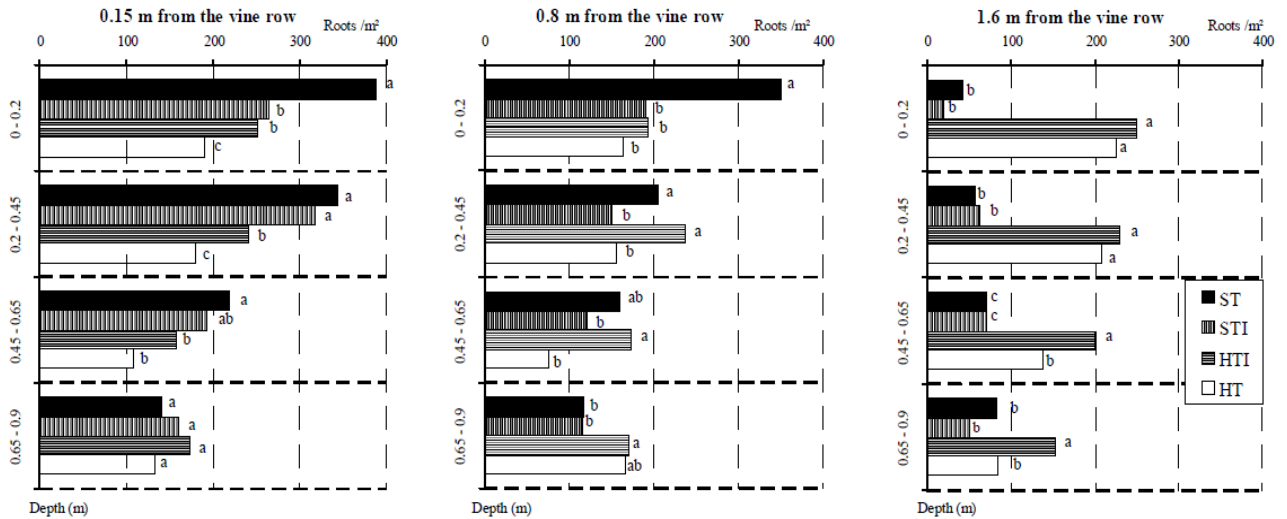 0.15 m from the vine row
Roots /m²
0 100 200 300 400
0 - 0.2
a
b
b
c
0.2 - 0.45
a
a
b
c
0.45 - 0.65
a
ab
b
b
0.65 - 0.9
a
a
a
a
Depth (m)
0.8 m from the vine row
Roots /m²
0 100 200 300 400
0 - 0.2
a
b
b
b
0.2 - 0.45
a
b
a
b
0.45 - 0.65
ab
b
a
b
0.65 - 0.9
b
b
a
ab
Depth (m)
1.6 m from the vine row
Roots /m²
0 100 200 300 400
0 - 0.2
b
b
a
a
0.2 - 0.45
b
b
a
a
0.45 - 0.65
c
c
a
b
0.65 - 0.9
b
b
a
b
Depth (m)
ST
STI
HTI
HT